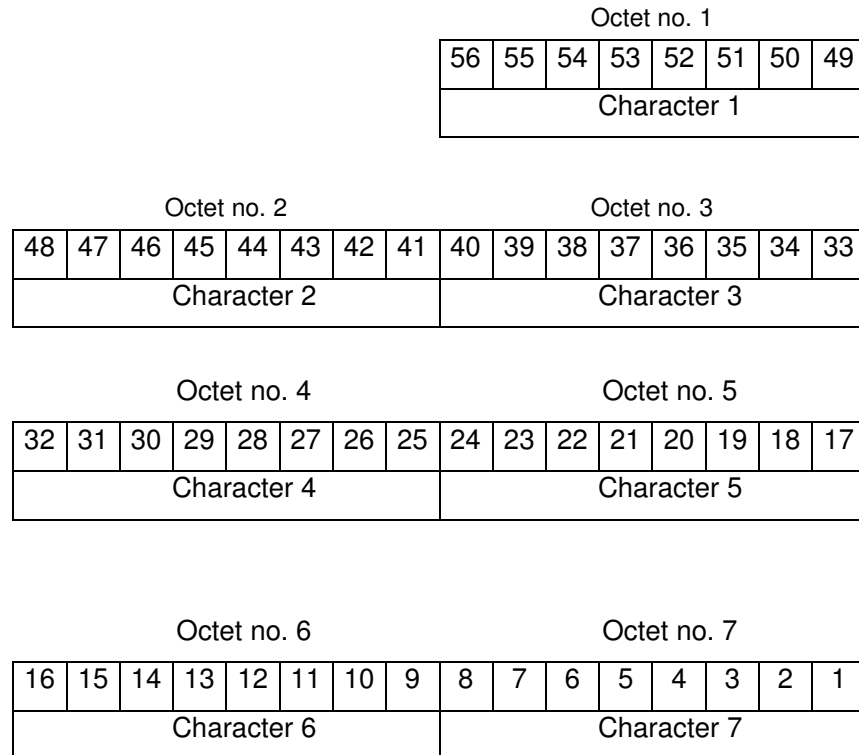 Octet no. 1
56 55 54 53 52 51 50 49
Character 1
Octet no. 2 Octet no. 3
48 47 46 45 44 43 42 41 40 39 38 37 36 35 34 33
Character 2 Character 3
Octet no. 4 Octet no. 5
32 31 30 29 28 27 26 25 24 23 22 21 20 19 18 17
Character 4 Character 5
Octet no. 6 Octet no. 7
16 15 14 13 12 11 10 9 8 7 6 5 4 3 2 1
Character 6 Character 7